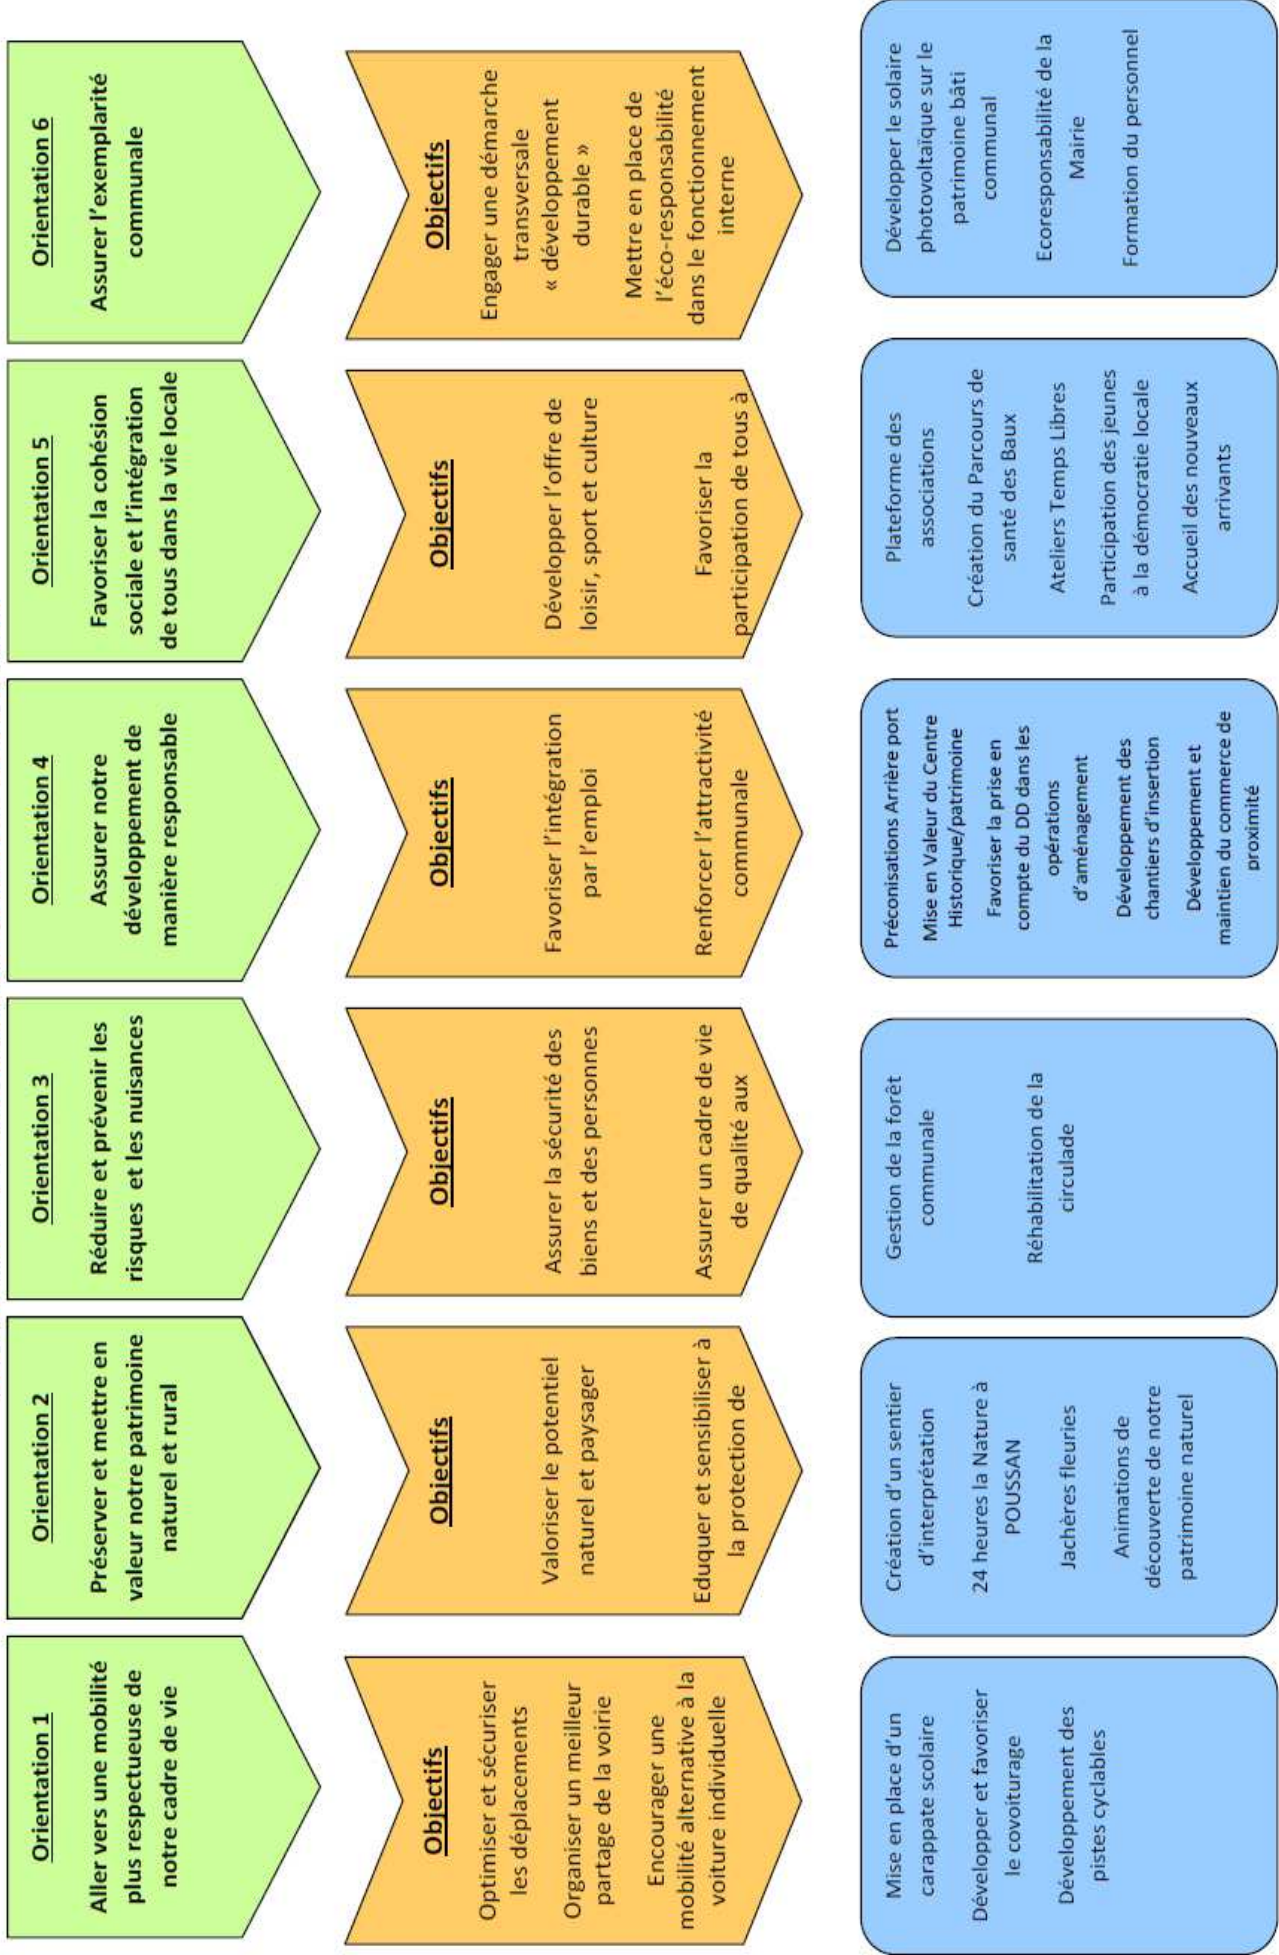 Orientation 1
Aller vers une mobilité
plus respectueuse de
notre cadre de vie
Orientation 2
Préserver et mettre en
valeur notre patrimoine
naturel et rural
Orientation 3
Réduire et prévenir les
risques et les nuisances
Orientation 4
Assurer notre
développement de
manière responsable
Orientation 5
Favoriser la cohésion
sociale et l'intégration
de tous dans la vie locale
Orientation 6
Assurer l'exemplarité
communale
Objectifs
Optimiser et sécuriser
les déplacements
Organiser un meilleur
partage de la voirie
Encourager une
mobilité alternative à la
voiture individuelle
Objectifs
Valoriser le potentiel
naturel et paysager
Eduquer et sensibiliser à
la protection de
Objectifs
Assurer la sécurité des
biens et des personnes
Assurer un cadre de vie
de qualité aux
Objectifs
Favoriser l'intégration
par l'emploi
Renforcer l'attractivité
communale
Objectifs
Développer l'offre de
loisir, sport et culture
Favoriser la
participation de tous à
Objectifs
Engager une démarche
transversale
« développement
durable »
Mettre en place de
l'éco-responsabilité
dans le fonctionnement
interne
Mise en place d'un
carappate scolaire
Développer et favoriser
le covoiturage
Développement des
pistes cyclables
Création d'un sentier
d'interprétation
24 heures la Nature à
POUSSAN
Jachères fleuries
Animations de
découverte de notre
patrimoine naturel
Gestion de la forêt
communale
Réhabilitation de la
circulade
Préconisations Arrière port
Mise en Valeur du Centre
Historique/patrimoine
Favoriser la prise en
compte du DD dans les
opérations
d'aménagement
Développement des
chantiers d'insertion
Développement et
maintien du commerce de
proximité
Plateforme des
associations
Création du Parcours de
santé des Baux
Ateliers Temps Libres
Participation des jeunes
à la démocratie locale
Accueil des nouveaux
arrivants
Développer le solaire
photovoltaïque sur le
patrimoine bâti
communal
Ecoresponsabilité de la
Mairie
Formation du personnel